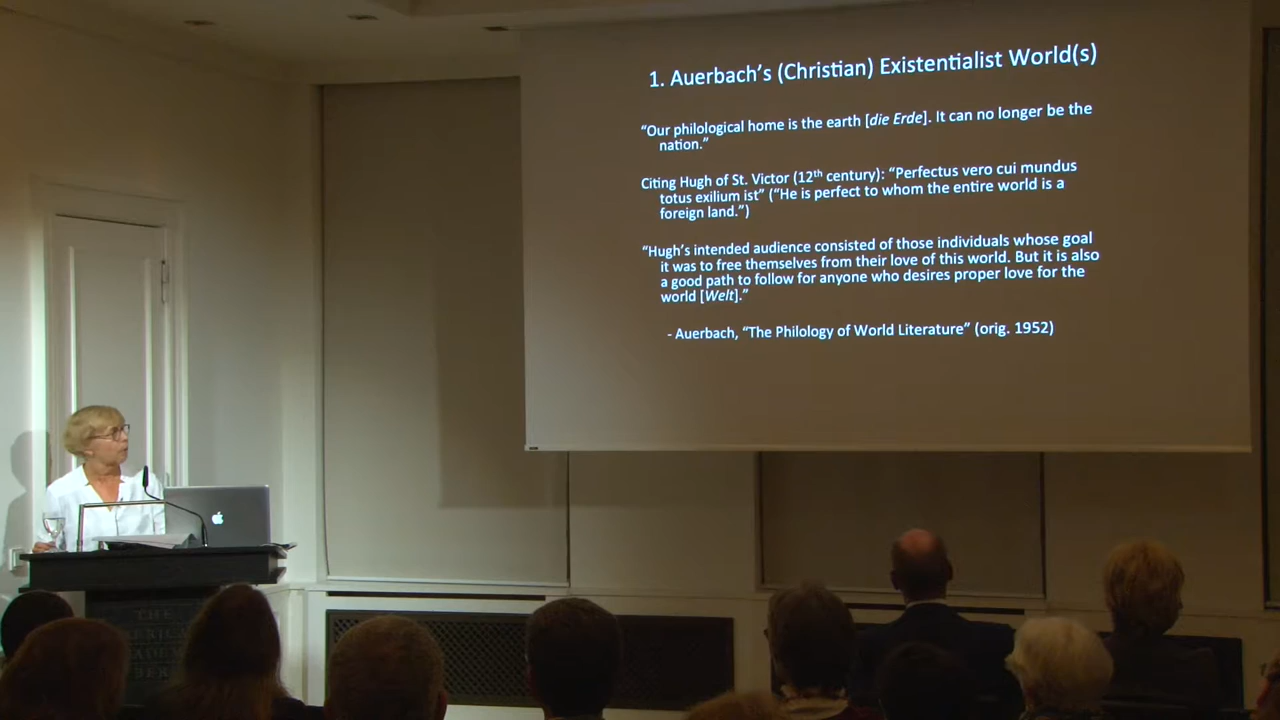 1. Auerbach's (Christian) Existentialist World(s)
“Our philological home is the earth [die Erde]. It can no longer be the
nation.”
Citing Hugh of St. Victor (12th century): “Perfectus vero cui mundus
totus exilium ist” (“He is perfect to whom the entire world is a
foreign land.”)
“Hugh’s intended audience consisted of those individuals whose goal
it was to free themselves from their love of this world. But it is also
a good path to follow for anyone who desires proper love for the
world [Welt].”
- Auerbach, “The Philology of World Literature” (orig. 1952)
THE